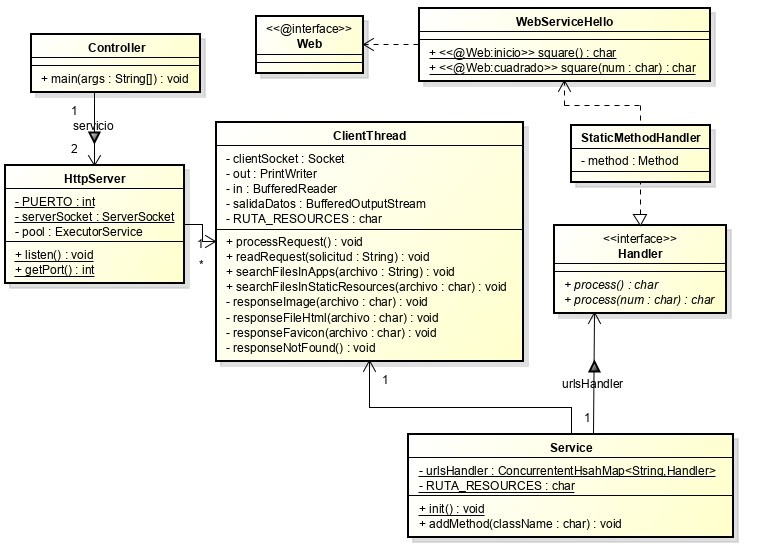 Controller
+ main(args : String[]) : void
1
servicio
2
<<@interface>>
Web
WebServiceHello
+ <<@Web:inicio>> square() : char
+ <<@Web:cuadrado>> square(num : char) : char
StaticMethodHandler
- method : Method
<<interface>>
Handler
+ process() : char
+ process(num : char) : char
HttpServer
- PUERTO : int
- serverSocket : ServerSocket
- pool : ExecutorService
+ listen() : void
+ getPort() : int
1
*
ClientThread
- clientSocket : Socket
- out : PrintWriter
- in : BufferedReader
- salidaDatos : BufferedOutputStream
- RUTA_RESOURCES : char
+ processRequest() : void
+ readRequest(solicitud : String) : void
+ searchFilesInApps(archivo : String) : void
+ searchFilesInStaticResources(archivo : char) : void
- responseImage(archivo : char) : void
- responseFileHtml(archivo : char) : void
- responseFavicon(archivo : char) : void
- responseNotFound() : void
1
urlsHandler
1
Service
- urlsHandler : ConcurrententHsahMap<String,Handler>
- RUTA_RESOURCES : char
+ init() : void
+ addMethod(className : char) : void